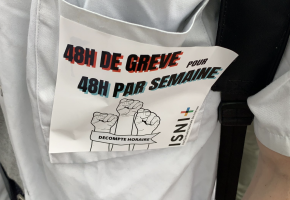 48H DE GREVE
POUR
48H PAR SEMAINE
DECOMPTE HORAIRE
ISNI